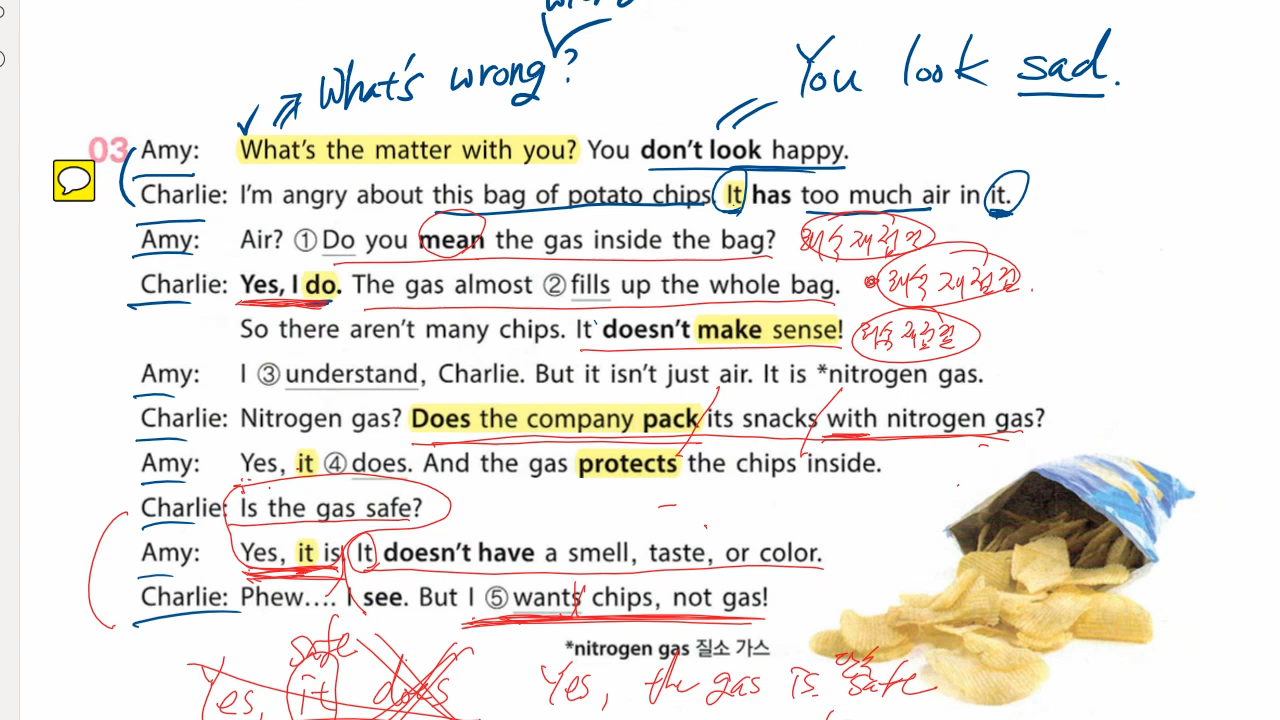 What's wrong?
You look sad.
03 Amy: What's the matter with you? You don't look happy.
Charlie: I'm angry about this bag of potato chips. It has too much air in it.
Amy: Air? ① Do you mean the gas inside the bag?
Charlie: Yes, I do. The gas almost ② fills up the whole bag.
So there aren't many chips. It doesn't make sense!
Amy: I ③ understand, Charlie. But it isn't just air. It is *nitrogen gas.
Charlie: Nitrogen gas? Does the company pack its snacks with nitrogen gas?
Amy: Yes, it ④ does. And the gas protects the chips inside.
Charlie: Is the gas safe?
Amy: Yes, it is. It doesn't have a smell, taste, or color.
Charlie: Phew…. I see. But I ⑤ wants chips, not gas!
*nitrogen gas 질소 가스
safe
Yes, it does Yes, the gas is safe